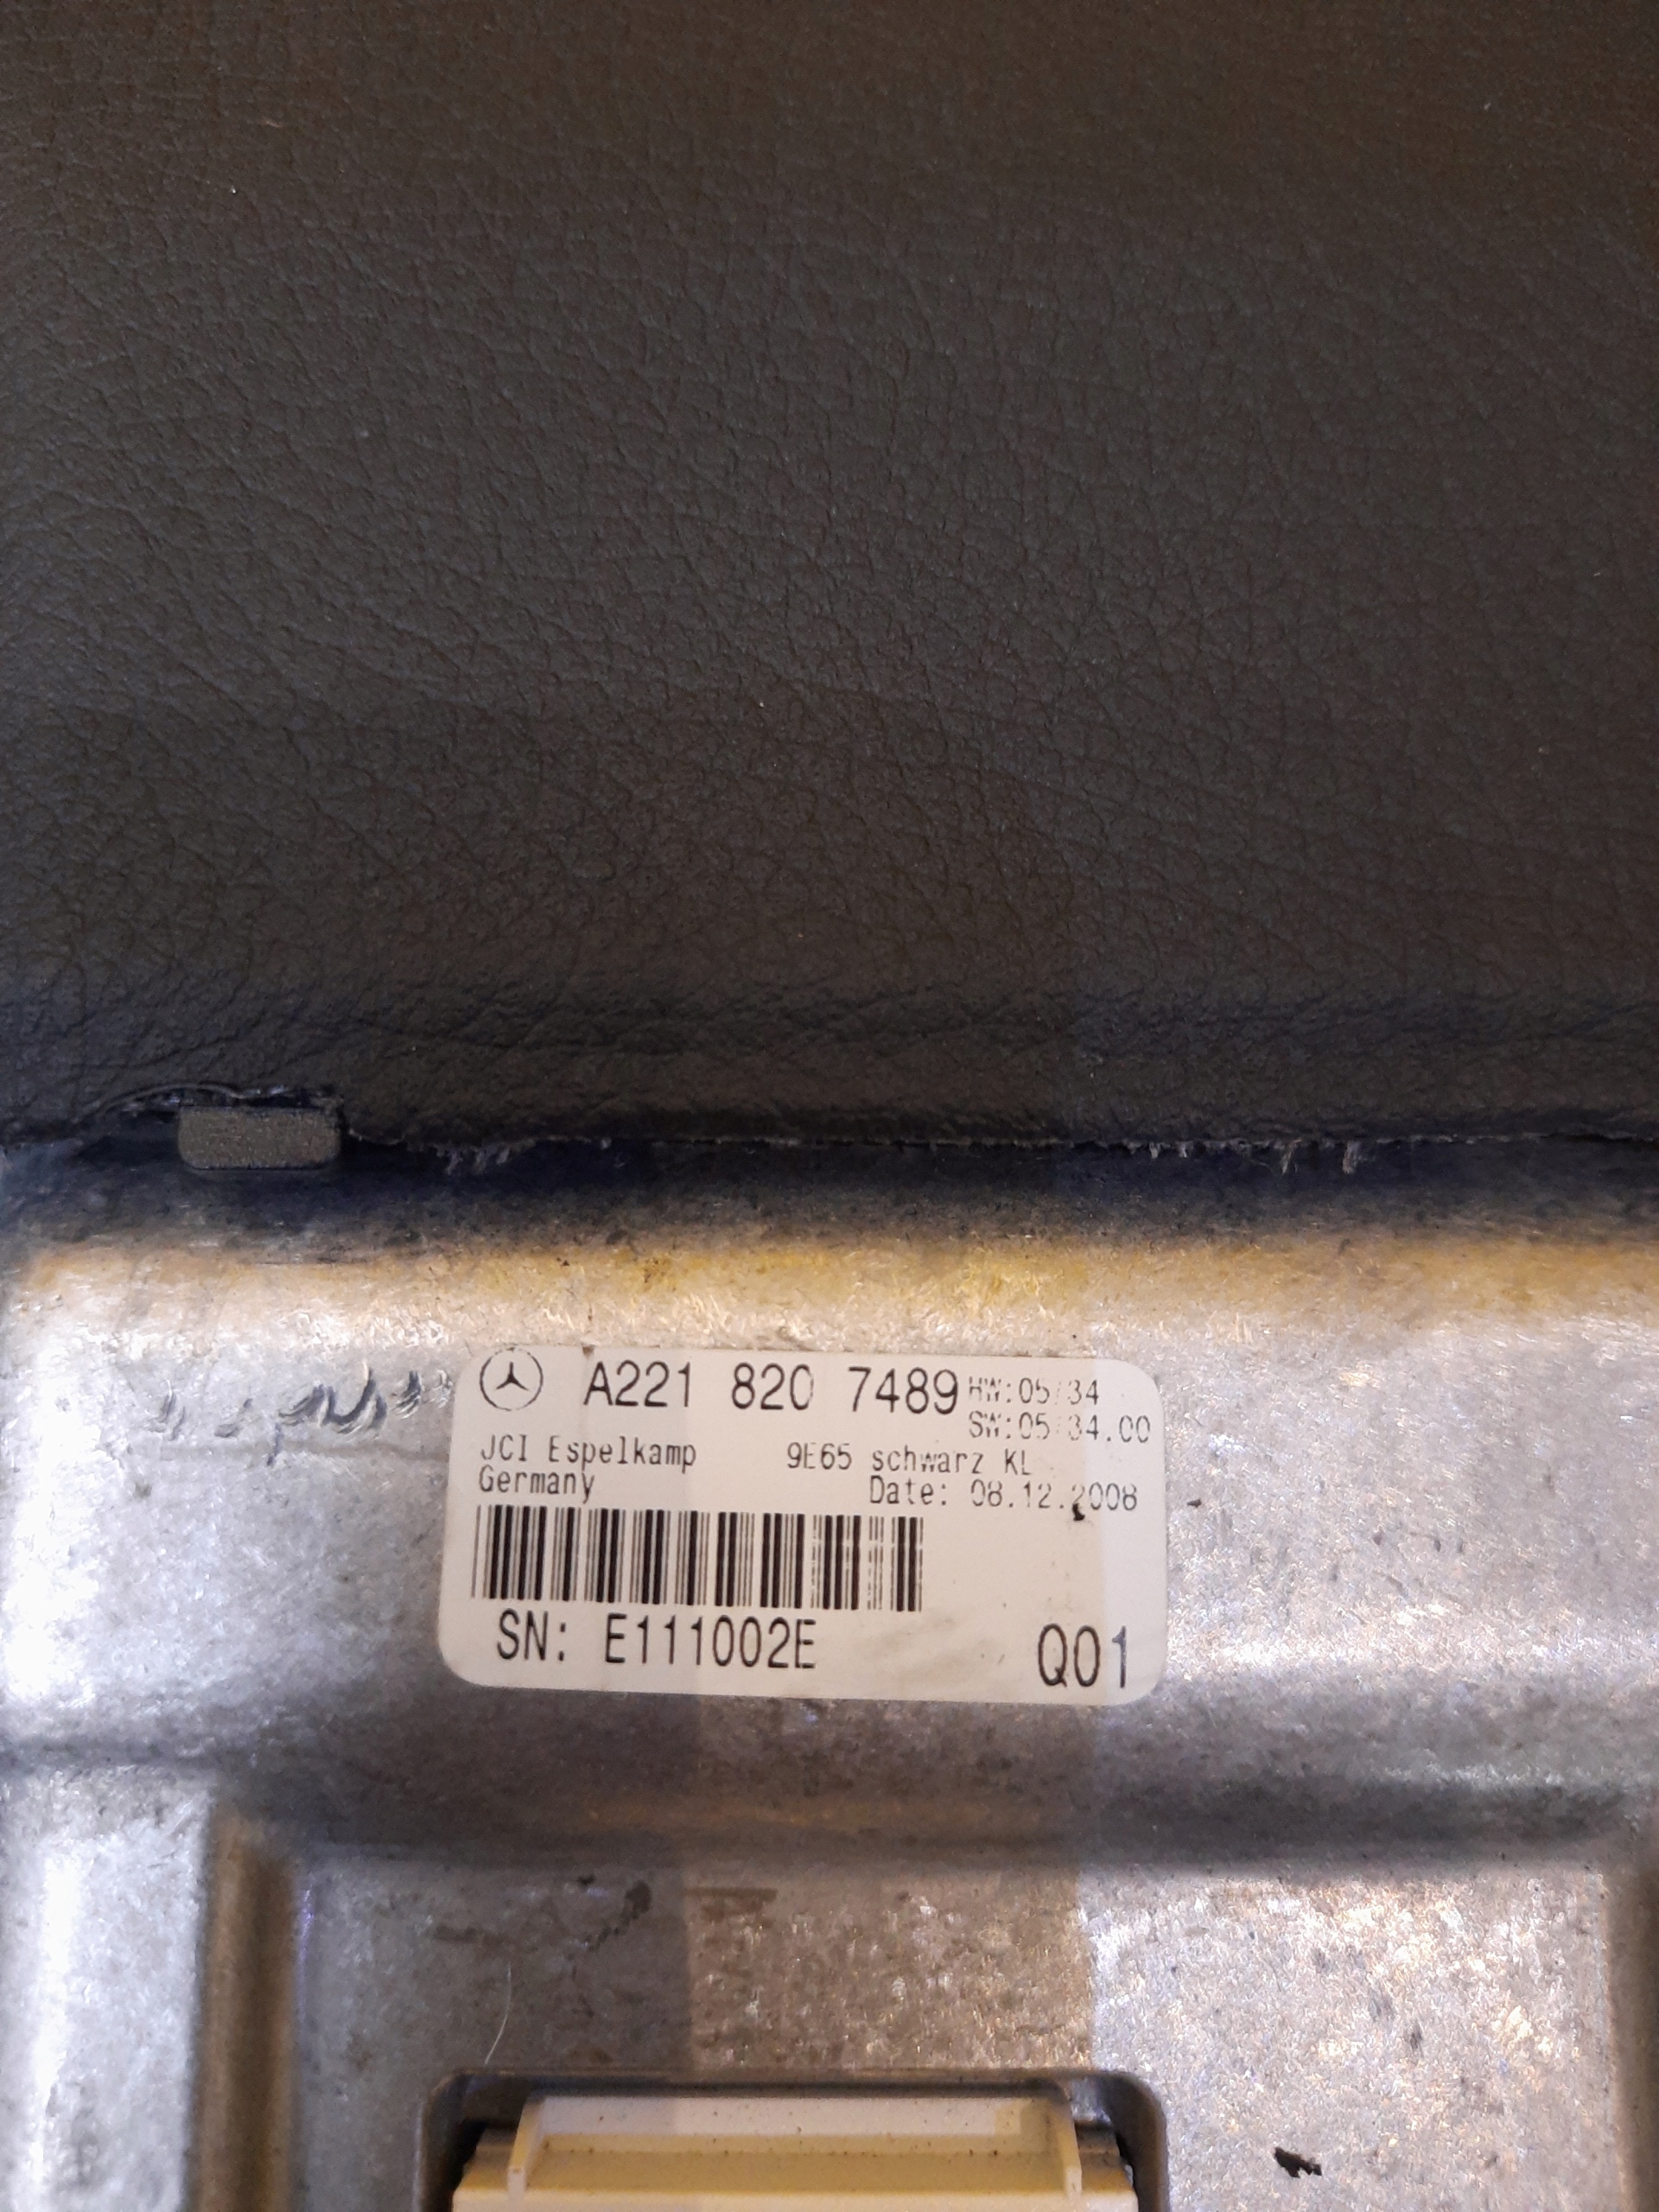 A221 820 7489 HW:05/34
SW:05/34.00
JCI Espelkamp 9E65 schwarz KL
Germany Date: 08.12.2008
SN: E111002E Q01